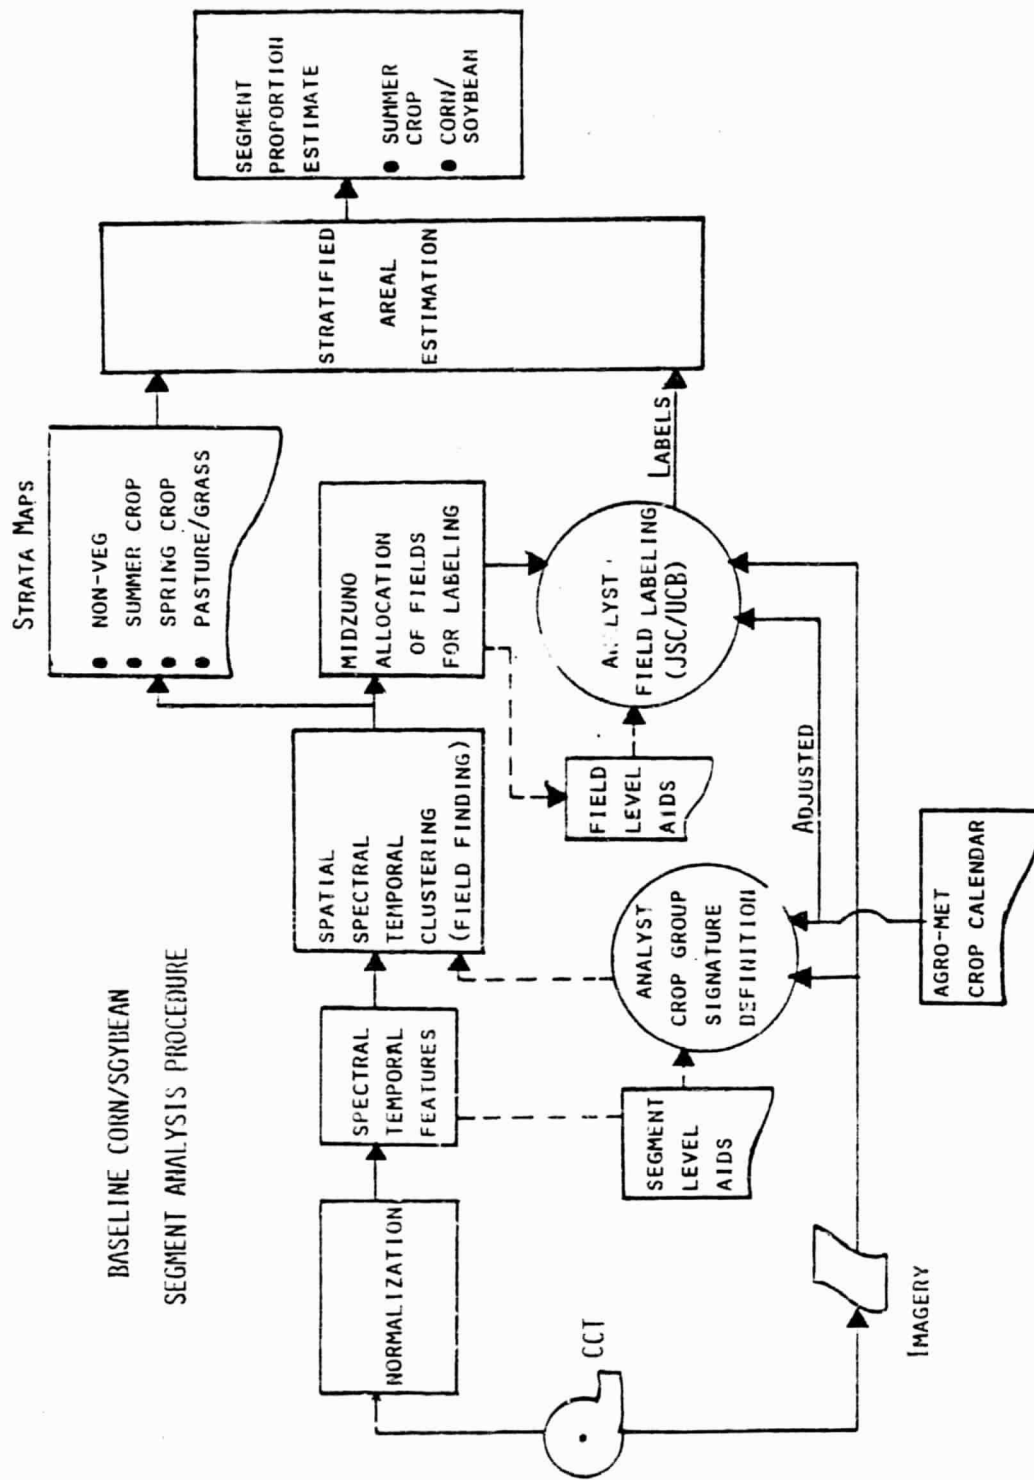 BASELINE CORN/SOYBEAN
SEGMENT ANALYSIS PROCEDURE
CCT
NORMALIZATION
IMAGERY
SPECTRAL
TEMPORAL
FEATURES
SEGMENT
LEVEL
AIDS
SPATIAL
SPECTRAL
TEMPORAL
CLUSTERING
(FIELD FINDING)
ANALYST
CROP GROUP
SIGNATURE
DEFINITION
AGRO-MET
CROP CALENDAR
ADJUSTED
STRATA MAPS
● NON-VEG
● SUMMER CROP
● SPRING CROP
● PASTURE/GRASS
MIDZUNO
ALLOCATION
OF FIELDS
FOR LABELING
FIELD
LEVEL
AIDS
ANALYST
FIELD LABELING
(JSC/UCB)
LABELS
STRATIFIED
AREAL
ESTIMATION
SEGMENT
PROPORTION
ESTIMATE
● SUMMER
CROP
● CORN/
SOYBEAN